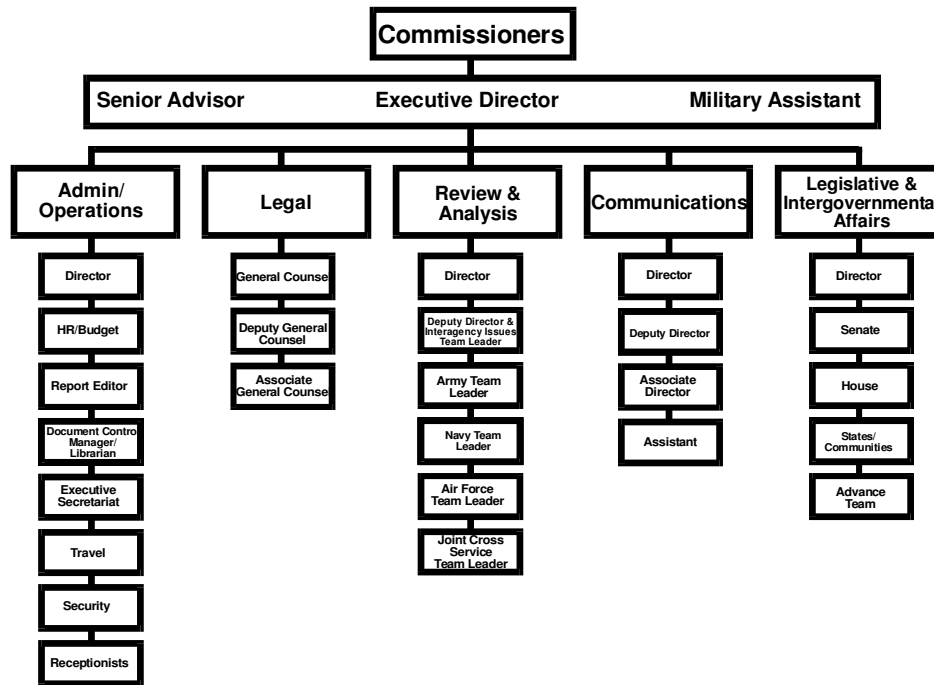 Commissioners
Senior Advisor Executive Director Military Assistant
Admin/
Operations
Director
HR/Budget
Report Editor
Document Contro
Manager/
Librarian
Executive
Secretariat
Travel
Security
Receptionists
Legal
General Counse
Deputy General
Counsel
Associate
General Counse
Review &
Analysis
Director
Deputy Director &
Interagency Issues
Team Leader
Army Team
Leader
Navy Team
Leader
Air Force
Team Leader
Joint Cross
Service
Team Leader
Communications
Director
Deputy Director
Associate
Director
Assistant
Legislative &
Intergovernmenta
Affairs
Director
Senate
House
States/
Communities
Advance
Team